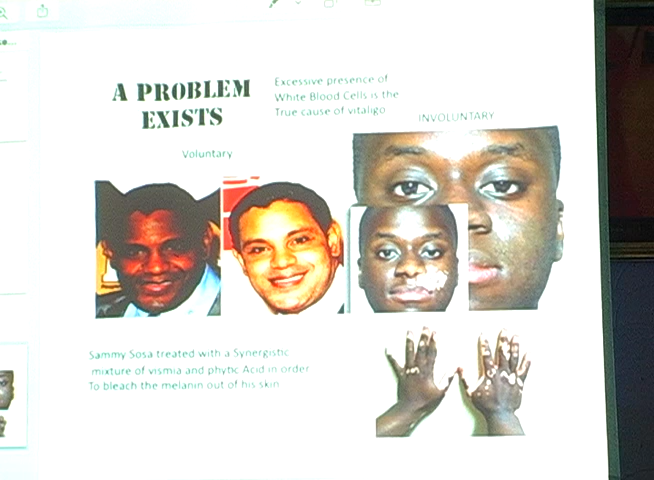 A PROBLEM
EXISTS
Excessive presence of
White Blood Cells is the
True cause of vitaligo
INVOLUNTARY
Voluntary
Sammy Sosa treated with a Synergistic
mixture of vismia and phytic Acid in order
To bleach the melanin out of his skin